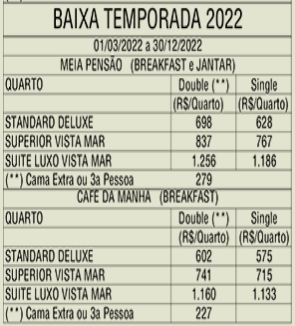 BAIXA TEMPORADA 2022
01/03/2022 a 30/12/2022
MEIA PENSÃO (BREAKFAST e JANTAR)
QUARTO Double (**) Single
(R$/Quarto) (R$/Quarto)
STANDARD DELUXE 698 628
SUPERIOR VISTA MAR 837 767
SUITE LUXO VISTA MAR 1.256 1.186
(**) Cama Extra ou 3a Pessoa 279
CAFE DA MANHA (BREAKFAST)
QUARTO Double (**) Single
(R$/Quarto) (R$/Quarto)
STANDARD DELUXE 602 575
SUPERIOR VISTA MAR 741 715
SUITE LUXO VISTA MAR 1.160 1.133
(**) Cama Extra ou 3a Pessoa 227